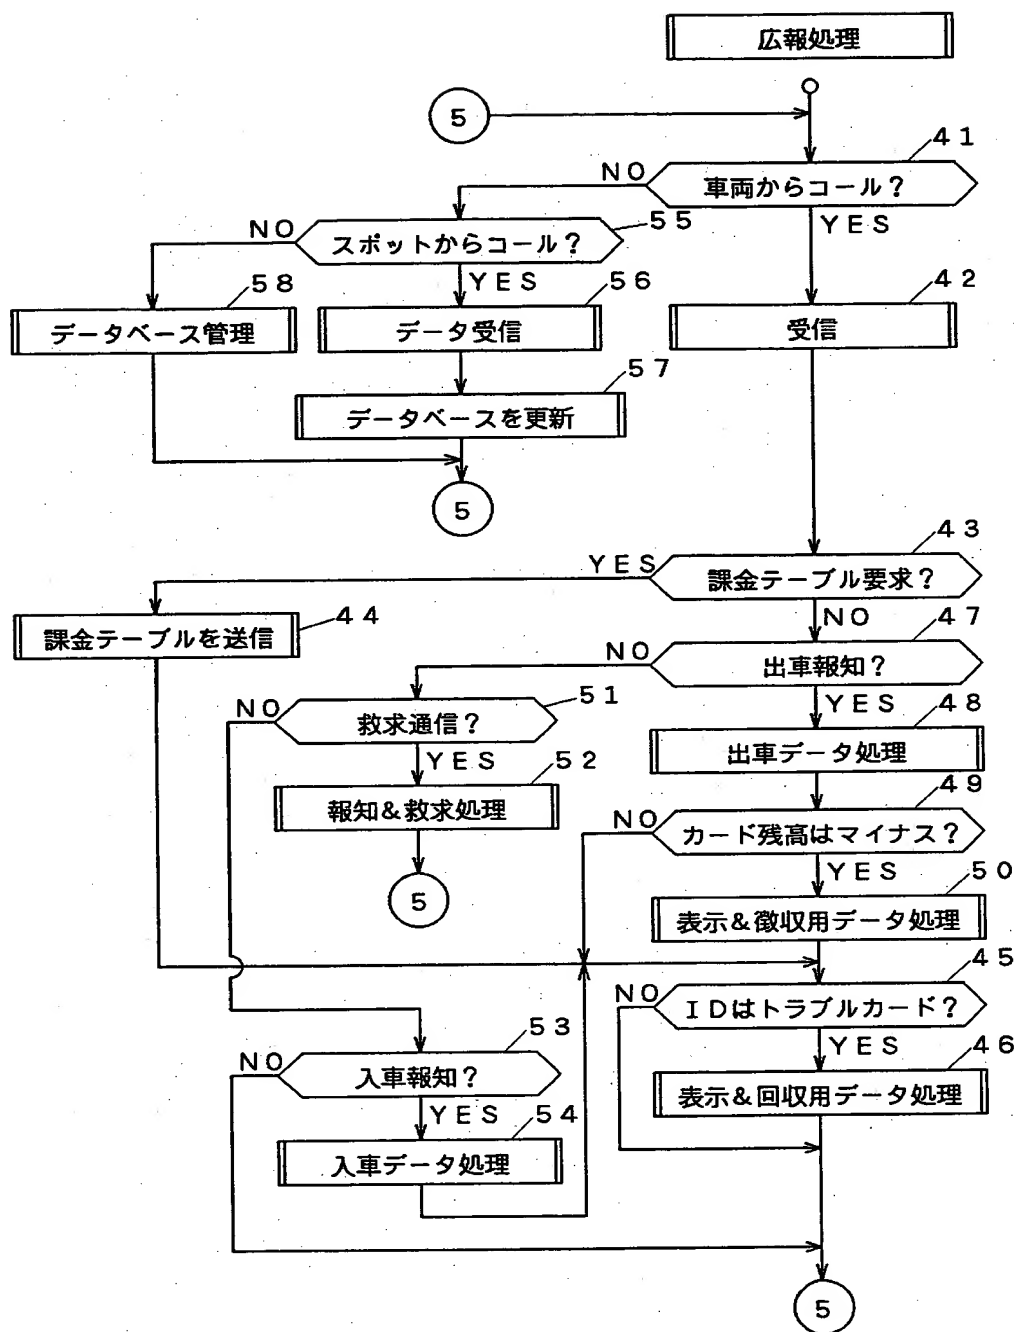 広報処理
5
41
車両からコール?
NO
YES
55
スポットからコール?
NO
YES
58
データベース管理
56
データ受信
42
受信
57
データベースを更新
5
43
課金テーブル要求?
YES
NO
44
課金テーブルを送信
47
出車報知?
NO
YES
51
救求通信?
NO
YES
48
出車データ処理
52
報知&救求処理
5
49
カード残高はマイナス?
NO
YES
50
表示&徴収用データ処理
45
IDはトラブルカード?
NO
YES
46
表示&回収用データ処理
53
入車報知?
NO
YES
54
入車データ処理
5